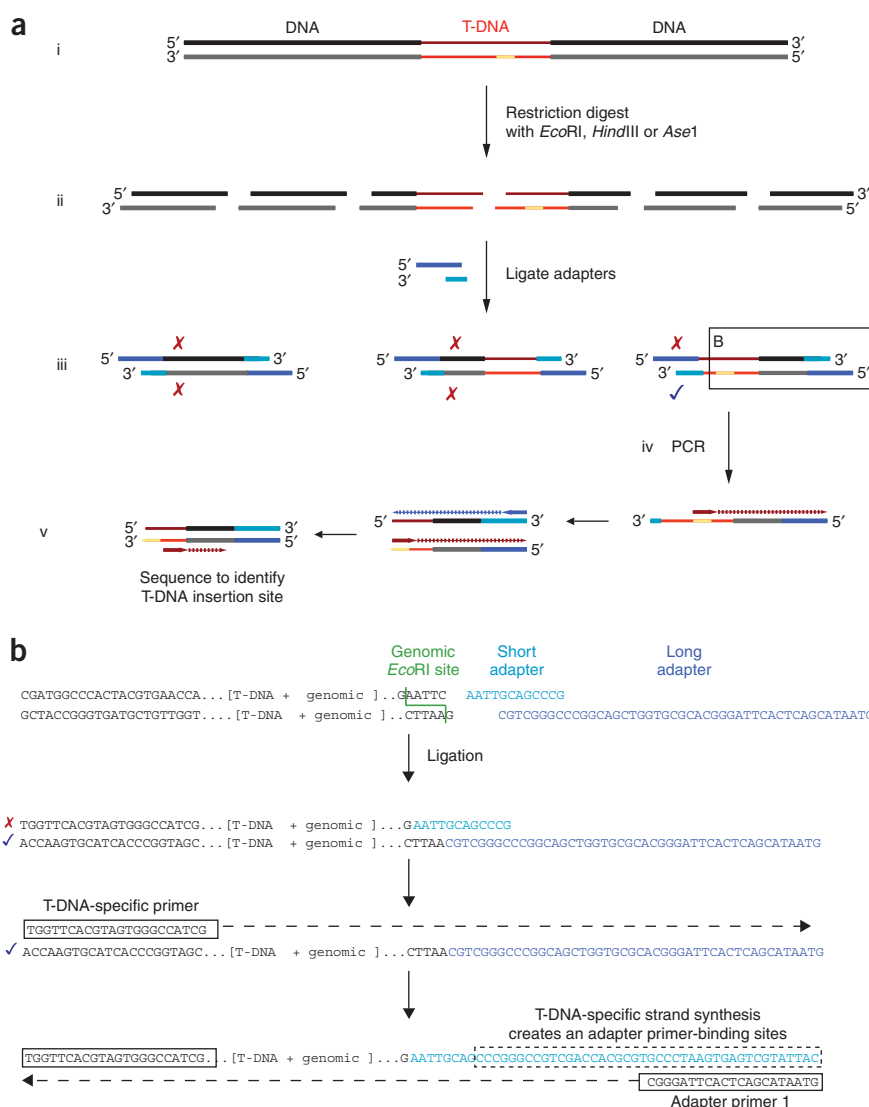 a
DNA T-DNA DNA
5′ 3′
i
3′ 5′
Restriction digest
with EcoRI, HindIII or Ase1
5′ 3′
ii
3′ 5′
5′
3′
Ligate adapters
✗ ✗ ✗ B
iii
5′ 3′ 5′ 3′ 5′ 3′
3′ 5′ 3′ 5′ 3′ 5′
✗ ✗ ✓
iv PCR
v
5′ 3′ 5′ 3′ 3′
3′ 5′ 5′ 5′
Sequence to identify
T-DNA insertion site
b
Genomic
EcoRI site
Short
adapter
Long
adapter
CGATGGCCCACTACGTGAACCA...[T-DNA + genomic ]...GAATTC AATTGCAGCCCG
GCTACCGGGTGATGCTGTTGGT....[T-DNA + genomic ]...CTTAAG CGTCGGGCCCGGCAGCTGGTGCGCACGGGATTCACTCAGCATAATG
Ligation
✗ TGGTTCACGTAGTGGGCCATCG...[T-DNA + genomic ]...GAATTGCAGCCCG
✓ ACCAAGTGCATCACCCGGTAGC...[T-DNA + genomic ]...CTTAACGTCGGGCCCGGCAGCTGGTGCGCACGGGATTCACTCAGCATAATG
T-DNA-specific primer
TGGTTCACGTAGTGGGCCATCG
✓ ACCAAGTGCATCACCCGGTAGC...[T-DNA + genomic ]...CTTAACGTCGGGCCCGGCAGCTGGTGCGCACGGGATTCACTCAGCATAATG
T-DNA-specific strand synthesis
creates an adapter primer-binding sites
TGGTTCACGTAGTGGGCCATCG...[T-DNA + genomic ]...GAATTGCAGCCCGGGCCGTCGACCACGCGTGCCCTAAGTGAGTCGTATTAC
CGGGATTCACTCAGCATAATG
Adapter primer 1